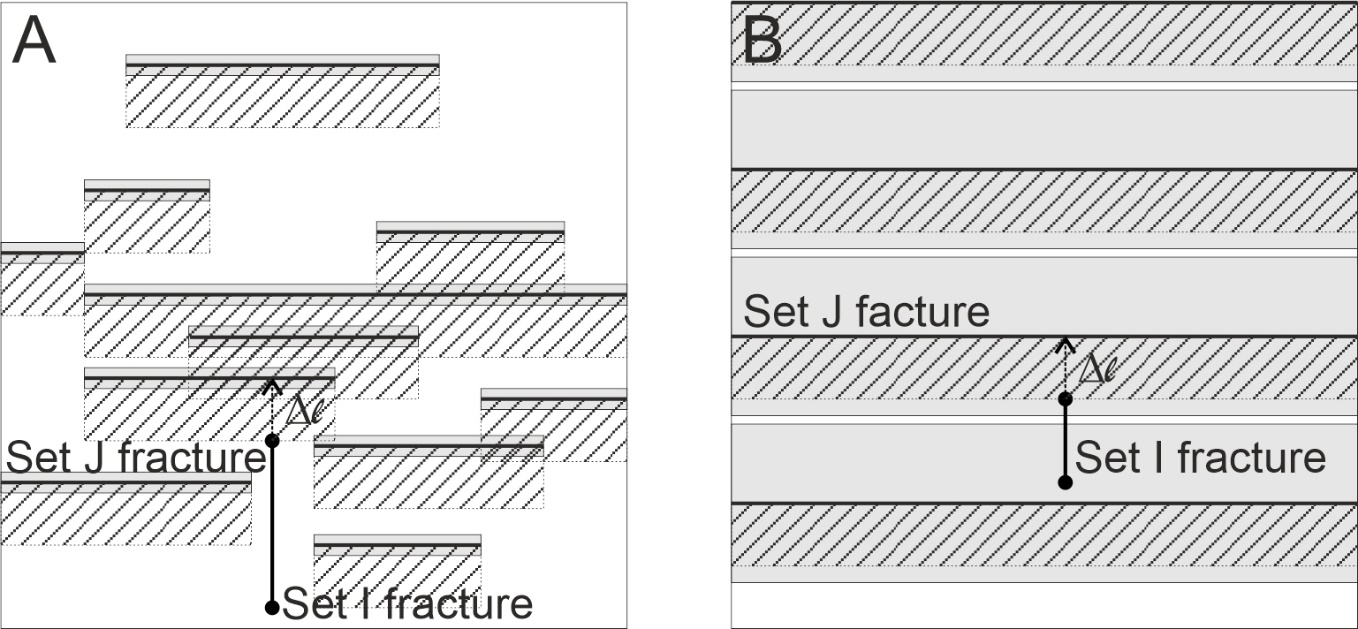 A
B
Set J facture
Δℓ
Δℓ
Set J fracture
Set I fracture
Set I fracture